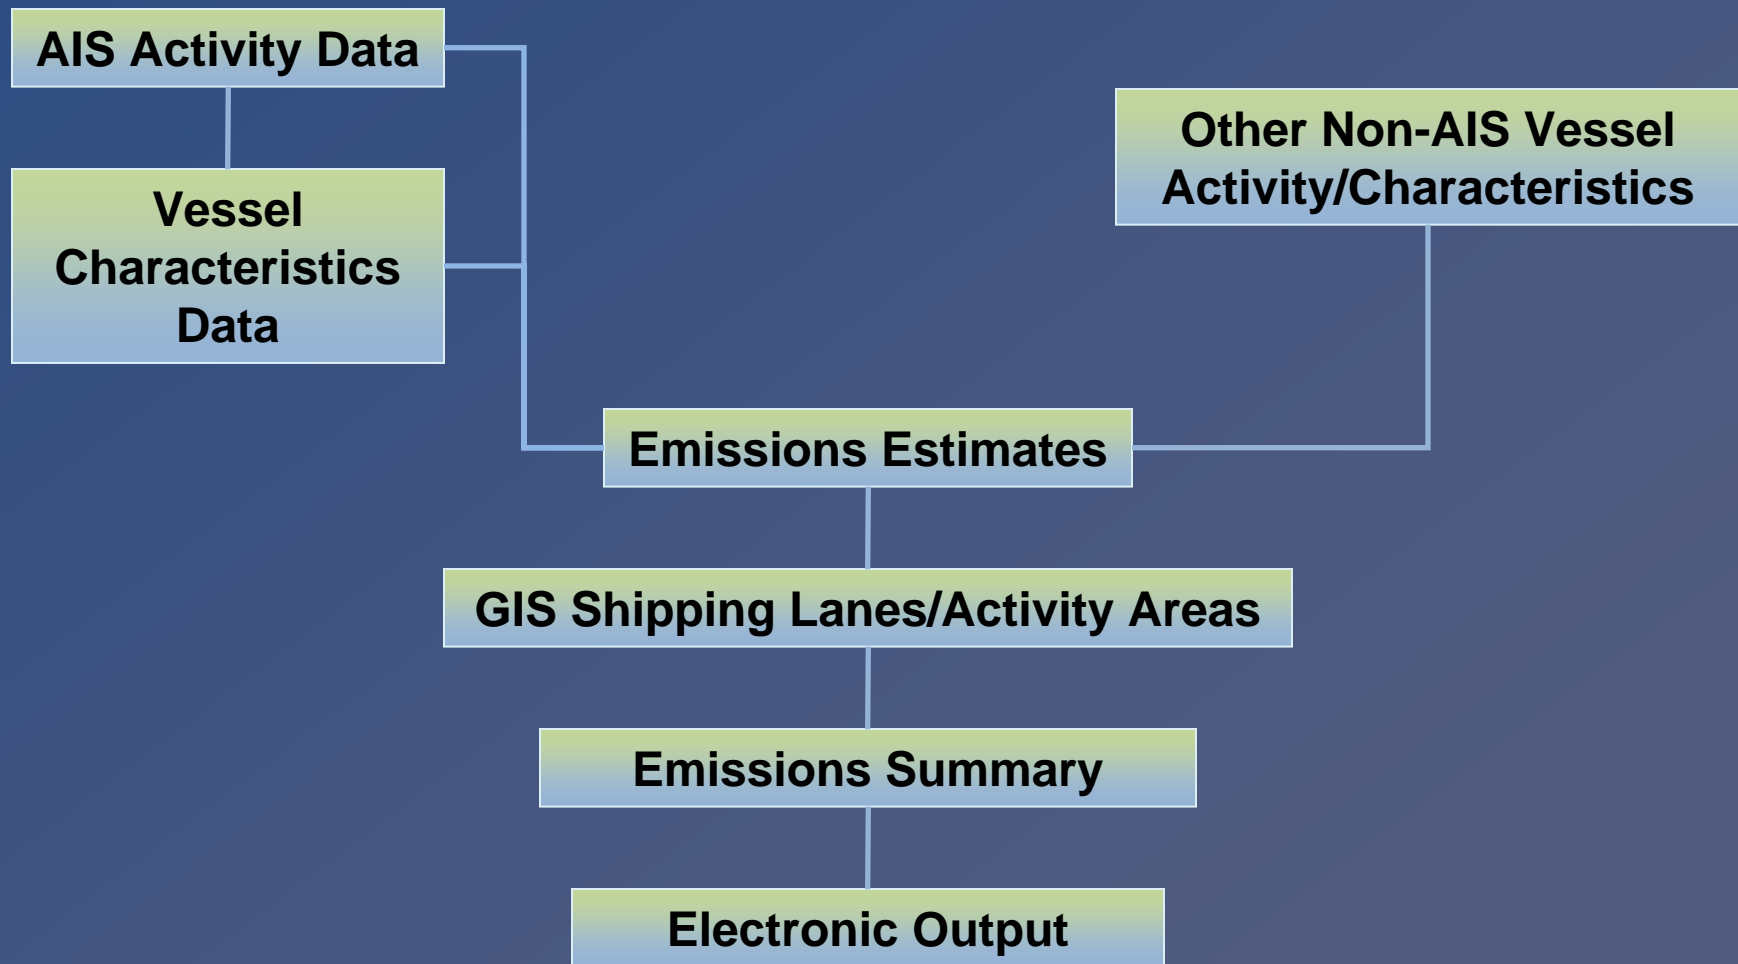 AIS Activity Data
Vessel
Characteristics
Data
Other Non-AIS Vessel
Activity/Characteristics
Emissions Estimates
GIS Shipping Lanes/Activity Areas
Emissions Summary
Electronic Output